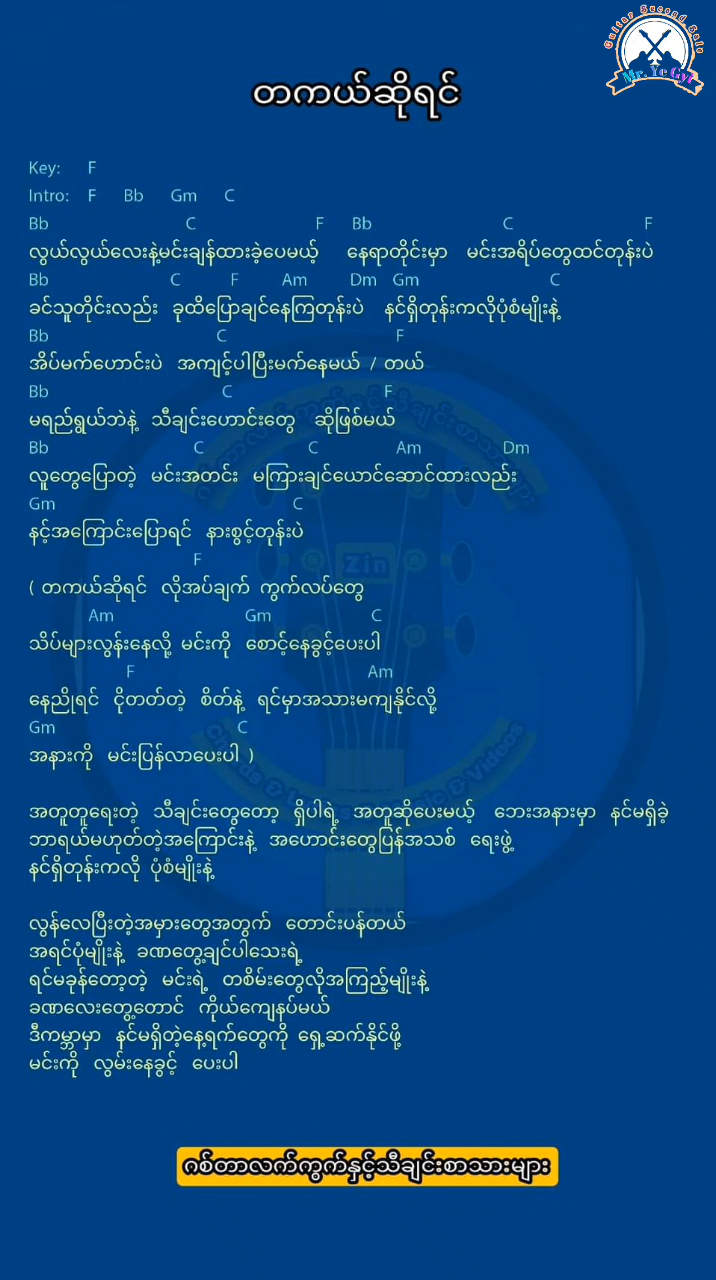 Guitar Second Solo
Mr. Ye Gyi
တကယ်ဆိုရင်
Key: F
Intro: F Bb Gm C
Bb C F Bb C F
လွယ်လွယ်လေးနဲ့မင်းချန်ထားခဲ့ပေမယ့် နေရာတိုင်းမှာ မင်းအရိပ်တွေထင်တုန်းပဲ
Bb C F Am Dm Gm C
ခင်သူတိုင်းလည်း ခုထိပြောချင်နေကြတုန်းပဲ နင်ရှိတုန်းကလိုပုံစံမျိုးနဲ့
Bb C F
အိပ်မက်ဟောင်းပဲ အကျင့်ပါပြီးမက်နေမယ် / တယ်
Bb C F
မရည်ရွယ်ဘဲနဲ့ သီချင်းဟောင်းတွေ ဆိုဖြစ်မယ်
Bb C C Am Dm
လူတွေပြောတဲ့ မင်းအတင်း မကြားချင်ယောင်ဆောင်ထားလည်း
Gm C
နင့်အကြောင်းပြောရင် နားစွင့်တုန်းပဲ
F
( တကယ်ဆိုရင် လိုအပ်ချက် ကွက်လပ်တွေ
Am Gm C
သိပ်များလွန်းနေလို့ မင်းကို စောင့်နေခွင့်ပေးပါ
F Am
နေညိုရင် ငိုတတ်တဲ့ စိတ်နဲ့ ရင်မှာအသားမကျနိုင်လို့
Gm C
အနားကို မင်းပြန်လာပေးပါ )
အတူတူရေးတဲ့ သီချင်းတွေတော့ ရှိပါရဲ့ အတူဆိုပေးမယ့် ဘေးအနားမှာ နင်မရှိခဲ့
ဘာရယ်မဟုတ်တဲ့အကြောင်းနဲ့ အဟောင်းတွေပြန်အသစ် ရေးဖွဲ့
နင်ရှိတုန်းကလို ပုံစံမျိုးနဲ့
လွန်လေပြီးတဲ့အမှားတွေအတွက် တောင်းပန်တယ်
အရင်ပုံမျိုးနဲ့ ခဏတွေ့ချင်ပါသေးရဲ့
ရင်မခုန်တော့တဲ့ မင်းရဲ့ တစိမ်းတွေလိုအကြည့်မျိုးနဲ့
ခဏလေးတွေ့တောင် ကိုယ်ကျေနပ်မယ်
ဒီကမ္ဘာမှာ နင်မရှိတဲ့နေ့ရက်တွေကို ရှေ့ဆက်နိုင်ဖို့
မင်းကို လွမ်းနေခွင့် ပေးပါ
Zin
ဂစ်တာလက်ကွက်နှင့်သီချင်းစာသားများ